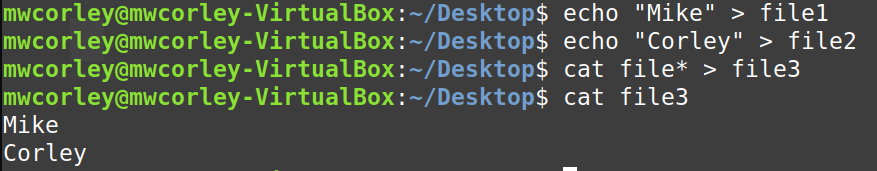 mwcorley@mwcorley-VirtualBox:~/Desktop$ echo "Mike" > file1
mwcorley@mwcorley-VirtualBox:~/Desktop$ echo "Corley" > file2
mwcorley@mwcorley-VirtualBox:~/Desktop$ cat file* > file3
mwcorley@mwcorley-VirtualBox:~/Desktop$ cat file3
Mike
Corley